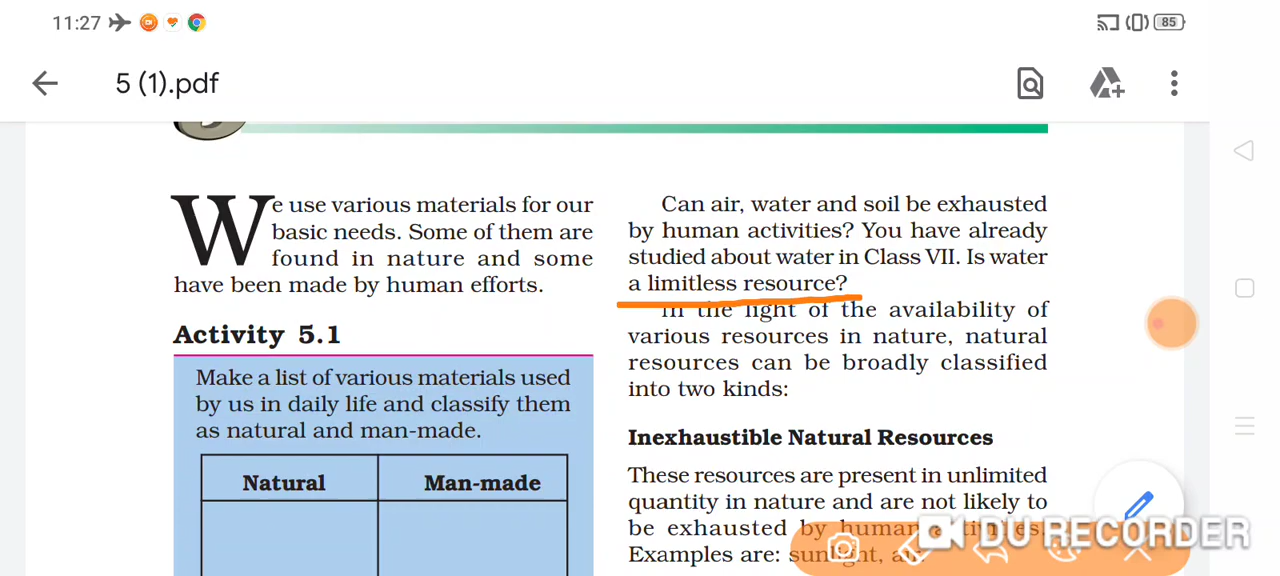 11:27
85
5 (1).pdf
We use various materials for our
basic needs. Some of them are
found in nature and some
have been made by human efforts.
Activity 5.1
Make a list of various materials used
by us in daily life and classify them
as natural and man-made.
Natural Man-made
Can air, water and soil be exhausted
by human activities? You have already
studied about water in Class VII. Is water
a limitless resource?
In the light of the availability of
various resources in nature, natural
resources can be broadly classified
into two kinds:
Inexhaustible Natural Resources
These resources are present in unlimited
quantity in nature and are not likely to
be exhausted by human activities.
Examples are: sunlight, air.
DU RECORDER